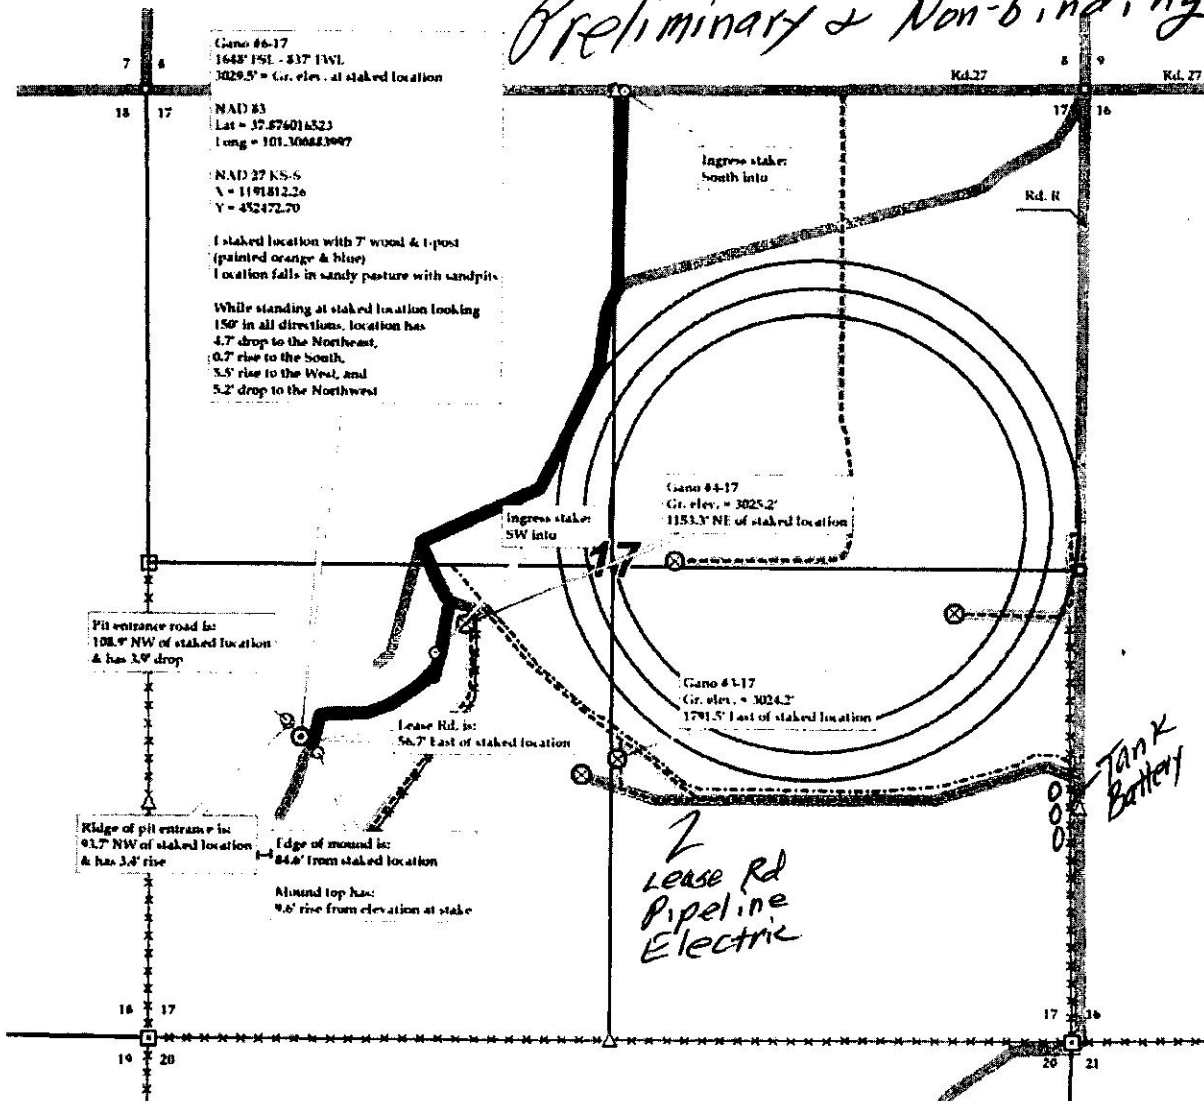 Preliminary & Non-binding
Gano #6-17
1648' FSL - 837' FWL
3029.5' = Gr. elev. at staked location
NAD 83
Lat = 37.876016523
Long = 101.300883997
NAD 27 KS-S
X = 1191812.26
Y = 452472.70
I staked location with 7' wood & t-post
(painted orange & blue)
Location falls in sandy pasture with sandpits
While standing at staked location looking
150' in all directions, location has
4.7' drop to the Northeast,
0.7' rise to the South,
5.5' rise to the West, and
5.2' drop to the Northwest
7 8
18 17
8 9
17 16
Rd.27
Rd. 27
Ingress stake:
South into
Rd. R
Gano #4-17
Gr. elev. = 3025.2'
1153.3' NE of staked location
Ingress stake:
SW into
17
Pit entrance road is:
108.9' NW of staked location
& has 3.9' drop
Gano #3-17
Gr. elev. = 3024.2'
1791.5' East of staked location
Lease Rd. is:
56.7' East of staked location
Tank
Battery
Ridge of pit entrance is:
93.7' NW of staked location
& has 3.4' rise
Edge of mound is:
84.6' from staked location
Mound top has:
9.6' rise from elevation at stake
2
Lease Rd
Pipeline
Electric
18 17
19 20
17 16
20 21